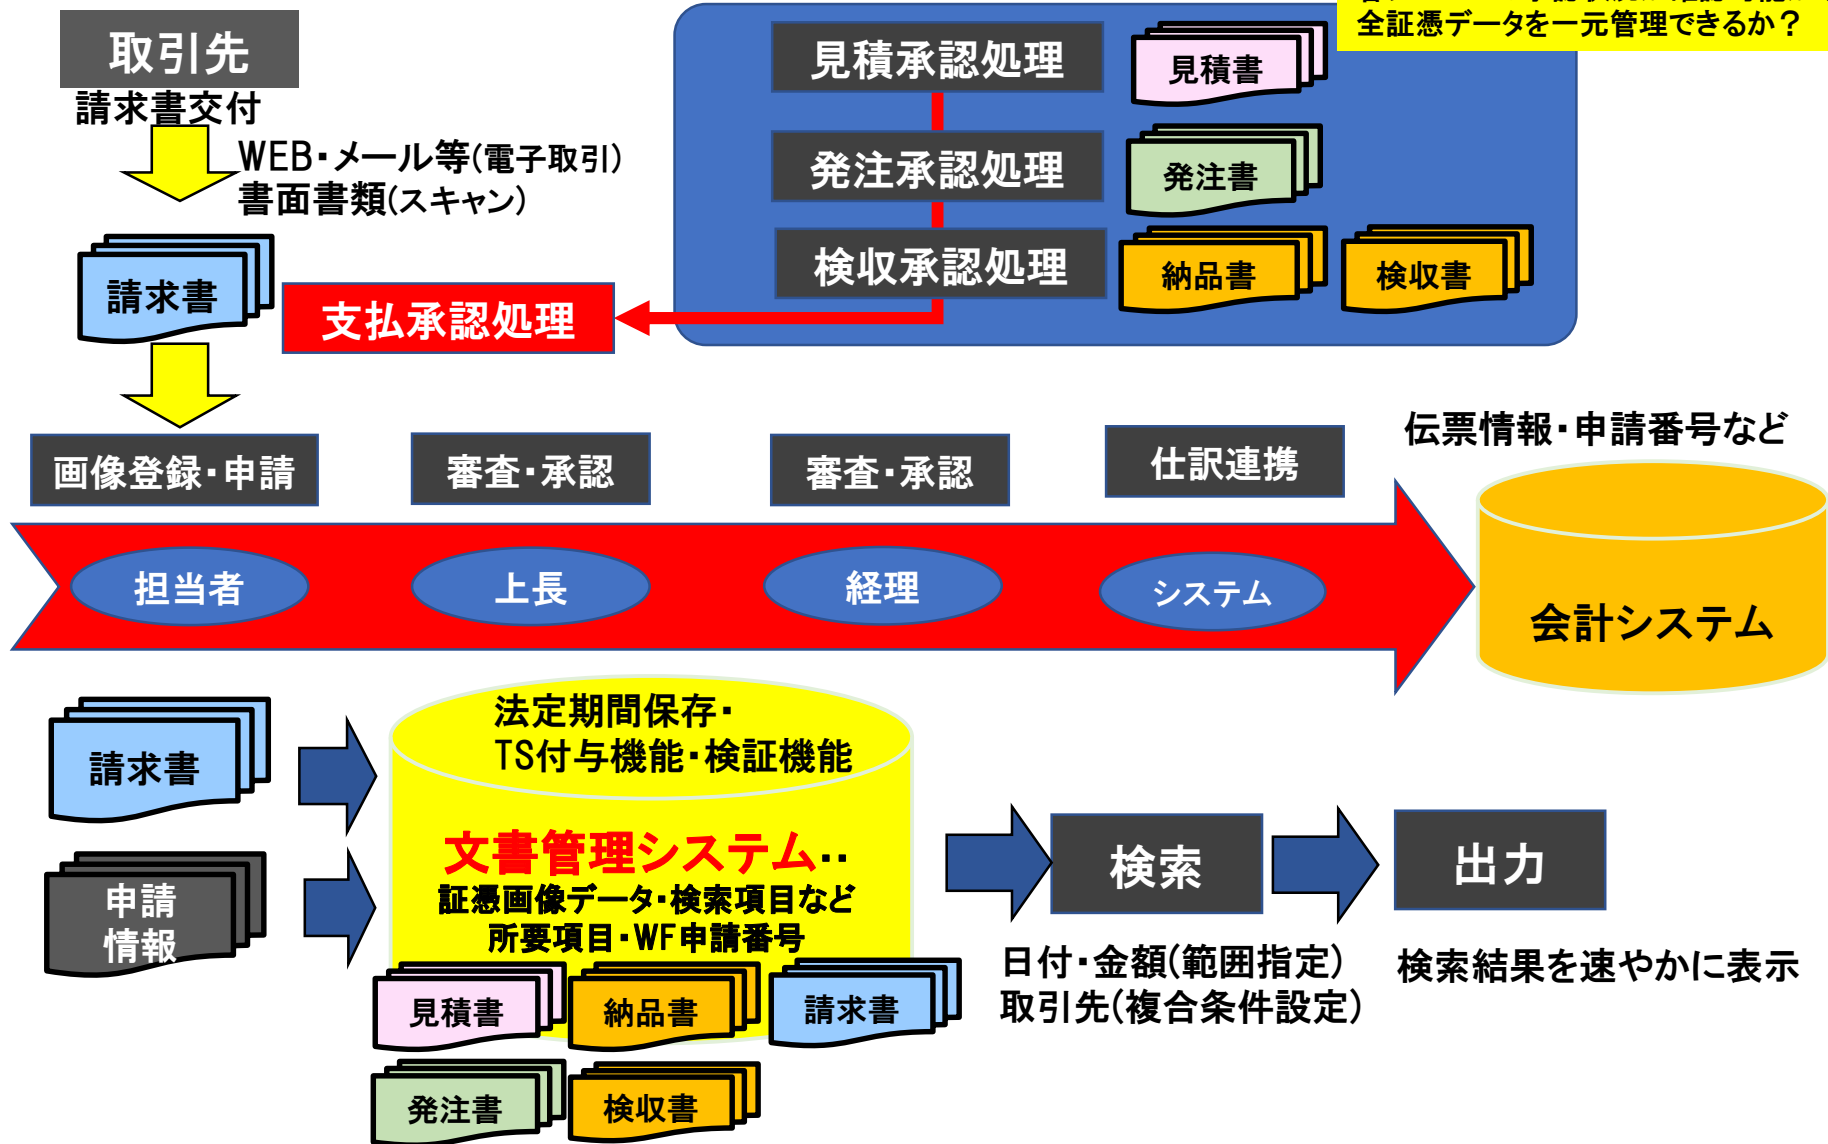 全証憑データを一元管理できるか？
取引先
請求書交付
WEB・メール等(電子取引)
書面書類(スキャン)
請求書
見積承認処理
見積書
発注承認処理
発注書
検収承認処理
納品書
検収書
支払承認処理
画像登録・申請
審査・承認
審査・承認
仕訳連携
伝票情報・申請番号など
担当者
上長
経理
システム
会計システム
請求書
申請
情報
法定期間保存・
TS付与機能・検証機能
文書管理システム・・
証憑画像データ・検索項目など
所要項目・WF申請番号
見積書
納品書
請求書
発注書
検収書
検索
日付・金額(範囲指定)
取引先(複合条件設定)
出力
検索結果を速やかに表示